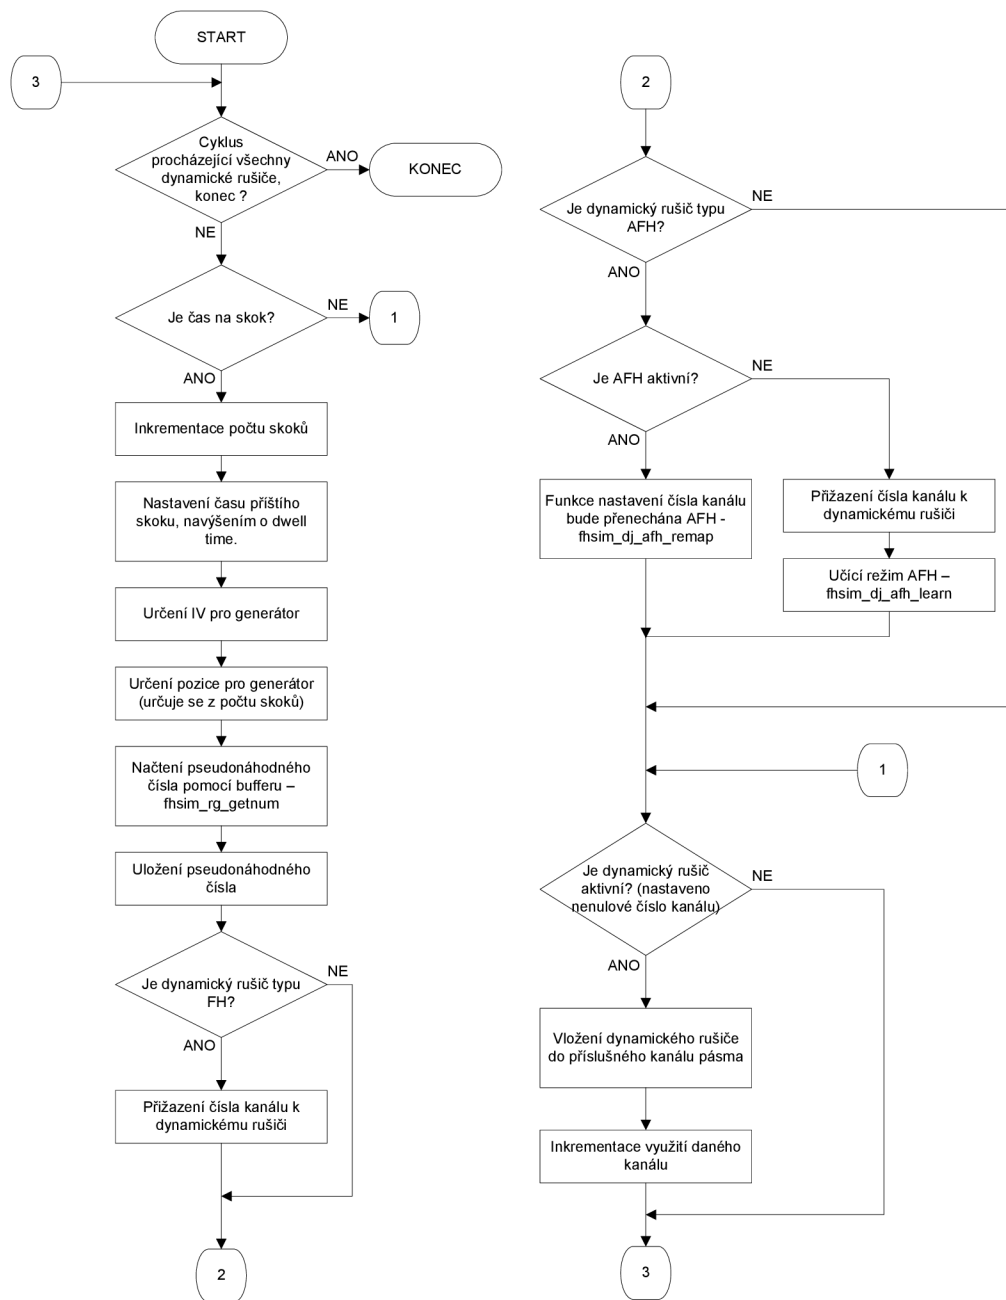 START
3
Cyklus
procházející všechny
dynamické rušiče,
konec ?
ANO
KONEC
NE
Je čas na skok?
NE
1
ANO
Inkrementace počtu skoků
Nastavení času příštího
skoku, navýšením o dwell
time.
Určení IV pro generátor
Určení pozice pro generátor
(určuje se z počtu skoků)
Načtení pseudonáhodného
čísla pomocí bufferu –
fhsim_rg_getnum
Uložení pseudonáhodného
čísla
Je dynamický rušič typu
FH?
NE
ANO
Přižazení čísla kanálu k
dynamickému rušiči
2
2
Je dynamický rušič typu
AFH?
NE
ANO
Je AFH aktivní?
NE
ANO
Funkce nastavení čísla kanálu
bude přenechána AFH -
fhsim_dj_afh_remap
Přižazení čísla kanálu k
dynamickému rušiči
Učící režim AFH –
fhsim_dj_afh_learn
1
Je dynamický rušič
aktivní? (nastaveno
nenulové číslo kanálu)
NE
ANO
Vložení dynamického rušiče
do příslušného kanálu pásma
Inkrementace využití daného
kanálu
3